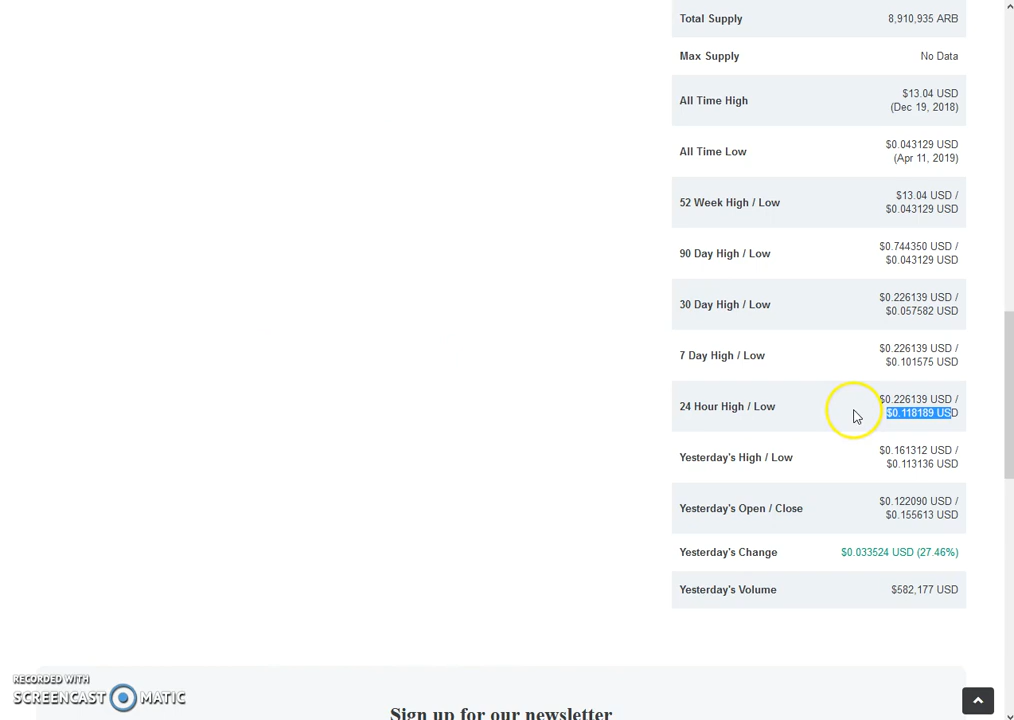 Total Supply 8,910,935 ARB
Max Supply No Data
All Time High $13.04 USD
(Dec 19, 2018)
All Time Low $0.043129 USD
(Apr 11, 2019)
52 Week High / Low $13.04 USD /
$0.043129 USD
90 Day High / Low $0.744350 USD /
$0.043129 USD
30 Day High / Low $0.226139 USD /
$0.057582 USD
7 Day High / Low $0.226139 USD /
$0.101575 USD
24 Hour High / Low $0.226139 USD /
$0.118189 USD
Yesterday's High / Low $0.161312 USD /
$0.113136 USD
Yesterday's Open / Close $0.122090 USD /
$0.155613 USD
Yesterday's Change $0.033524 USD (27.46%)
Yesterday's Volume $582,177 USD
RECORDED WITH
SCREENCAST MATIC
Sign up for our newsletter